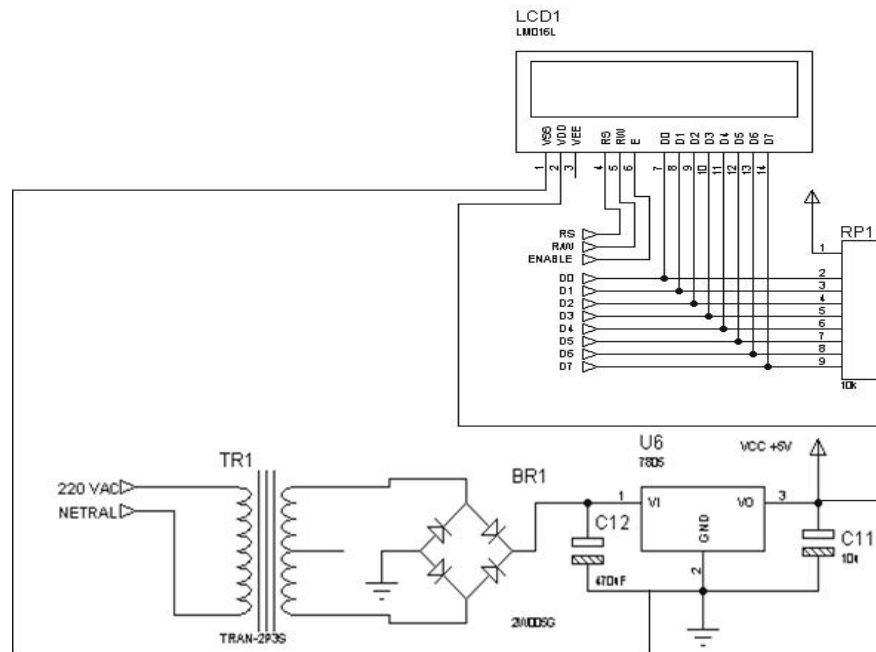 LCD1
LM016L
VSS VDD VEE RS RW E D0 D1 D2 D3 D4 D5 D6 D7
1 2 3 4 5 6 7 8 9 10 11 12 13 14
RP1
1
RS
R/W
ENABLE
D0 2
D1 3
D2 4
D3 5
D4 6
D5 7
D6 8
D7 9
10k
U6
7805
VCC +5V
TR1
BR1
220 VAC
NETRAL
1 VI VO 3
GND
2
C12
C11
TRAN-2P3S
2W005G